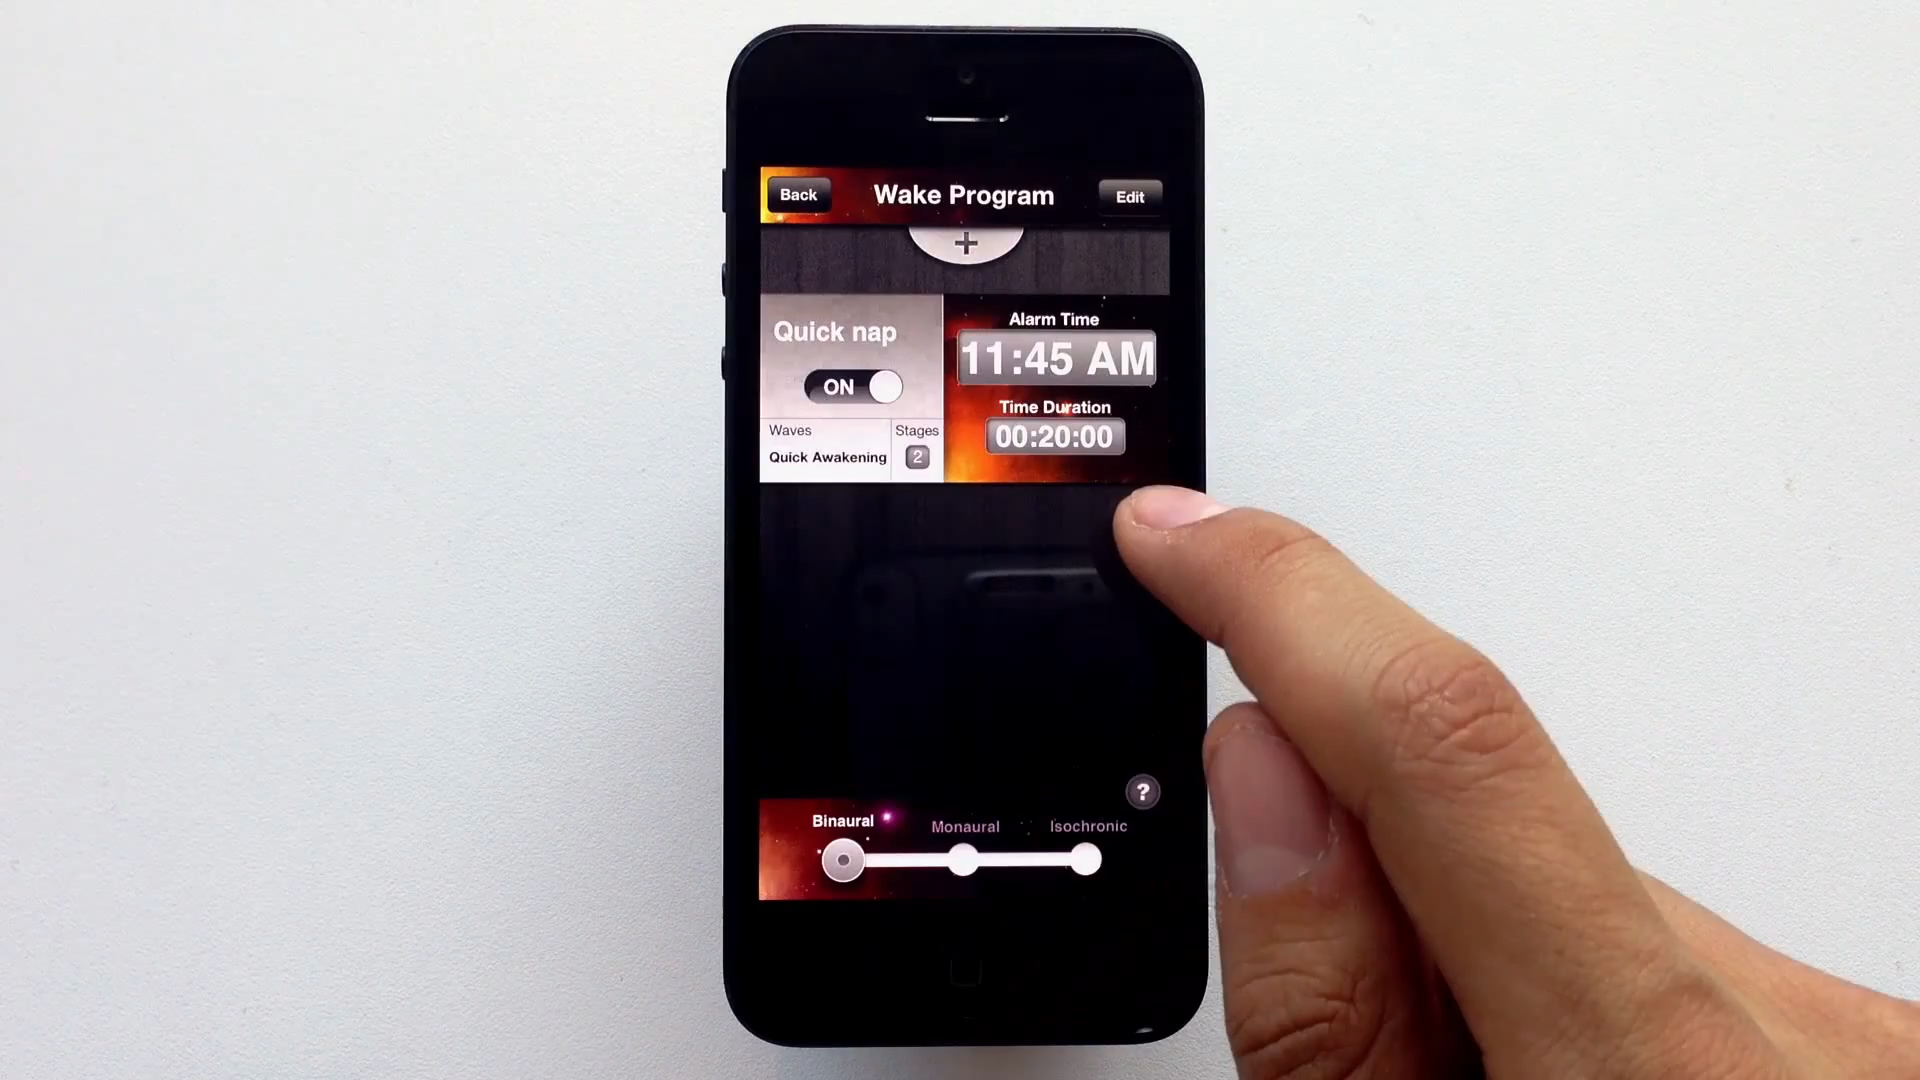 Back
Wake Program
Edit
+
Quick nap
ON
Waves
Stages
Quick Awakening
2
Alarm Time
11:45 AM
Time Duration
00:20:00
?
Binaural
Monaural
Isochronic